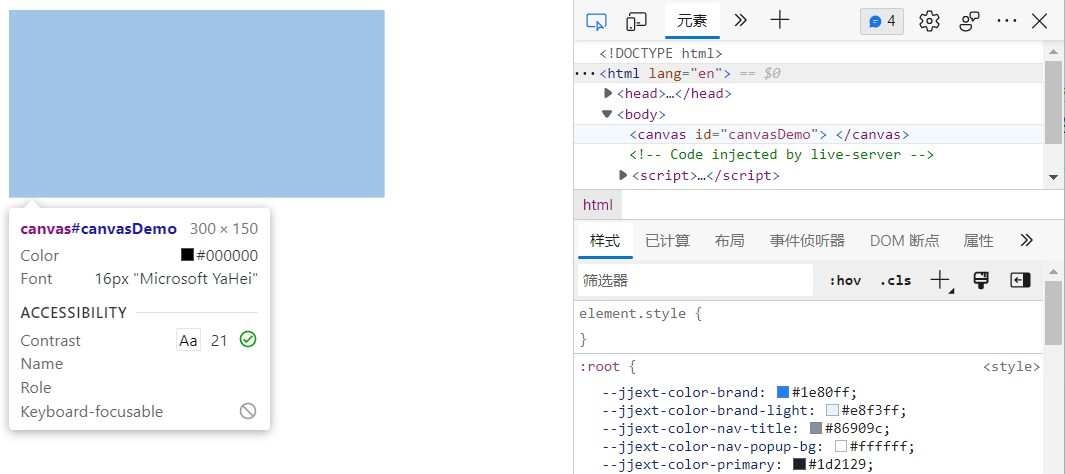 元素
4
<!DOCTYPE html>
···<html lang="en"> == $0
<head>…</head>
<body>
<canvas id="canvasDemo"> </canvas>
<!-- Code injected by live-server -->
<script>…</script>
html
样式 已计算 布局 事件侦听器 DOM 断点 属性
筛选器 :hov .cls
element.style {
}
:root { <style>
--jjext-color-brand: #1e80ff;
--jjext-color-brand-light: #e8f3ff;
--jjext-color-nav-title: #86909c;
--jjext-color-nav-popup-bg: #ffffff;
--jjext-color-primary: #1d2129;
canvas#canvasDemo 300 × 150
Color #000000
Font 16px "Microsoft YaHei"
ACCESSIBILITY
Contrast Aa 21
Name
Role
Keyboard-focusable